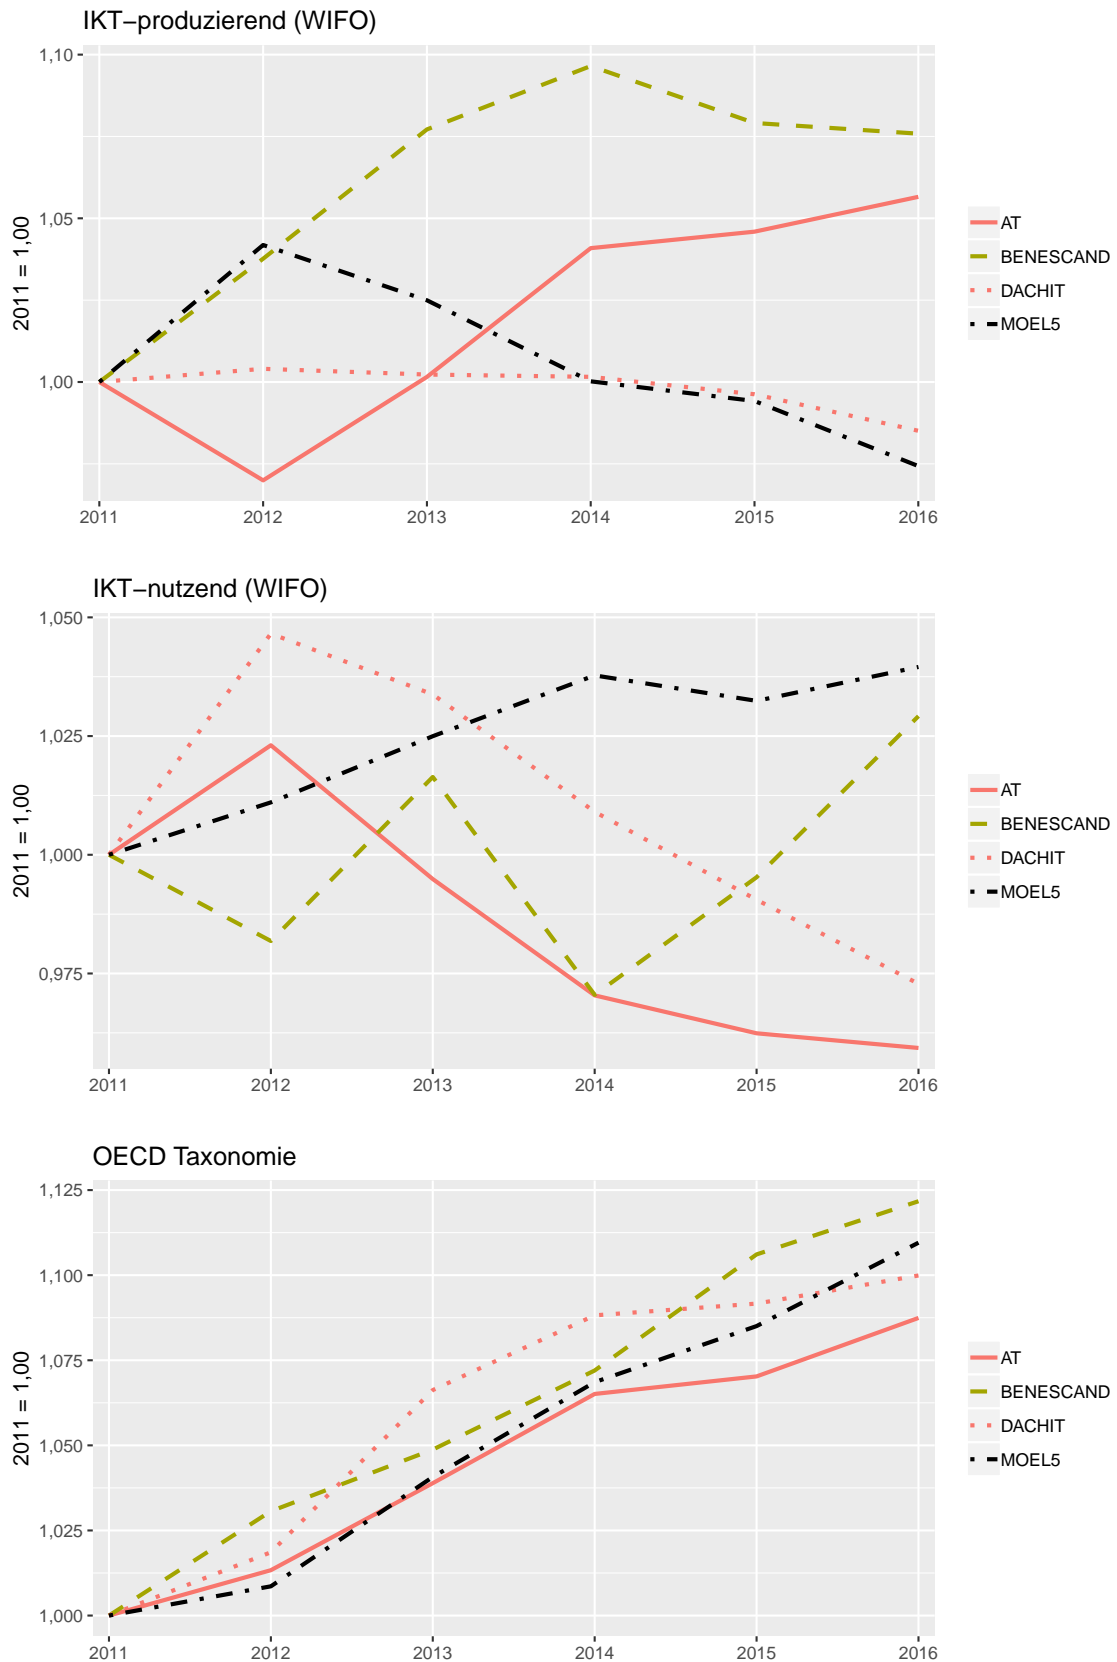 IKT−produzierend (WIFO)
1,10
1,05
1,00
2011 = 1,00
2011 2012 2013 2014 2015 2016
AT
BENESCAND
DACHIT
MOEL5
IKT−nutzend (WIFO)
1,050
1,025
1,000
0,975
2011 = 1,00
2011 2012 2013 2014 2015 2016
AT
BENESCAND
DACHIT
MOEL5
OECD Taxonomie
1,125
1,100
1,075
1,050
1,025
1,000
2011 = 1,00
2011 2012 2013 2014 2015 2016
AT
BENESCAND
DACHIT
MOEL5